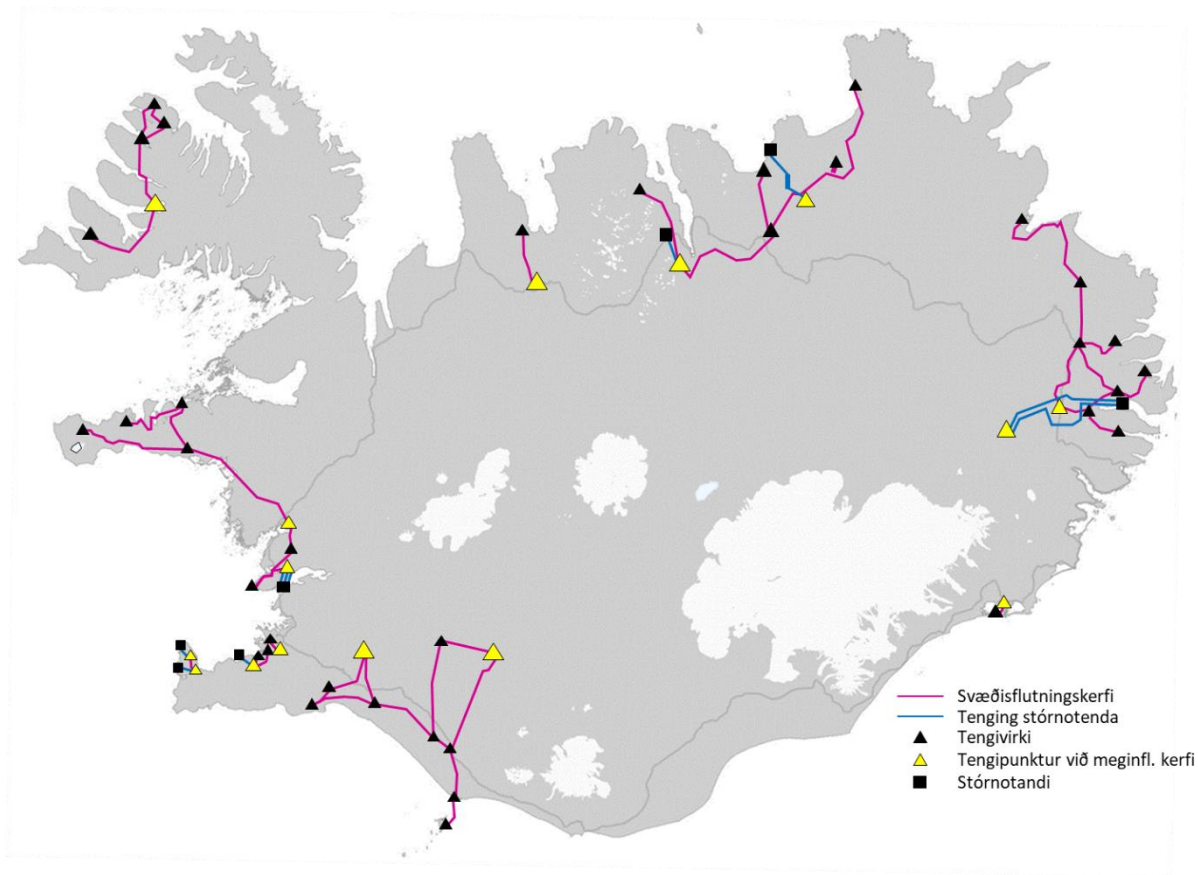 Svæðisflutningskerfi
Tenging stórnotenda
Tengivirki
Tengipunktur við meginfl. kerfi
Stórnotandi